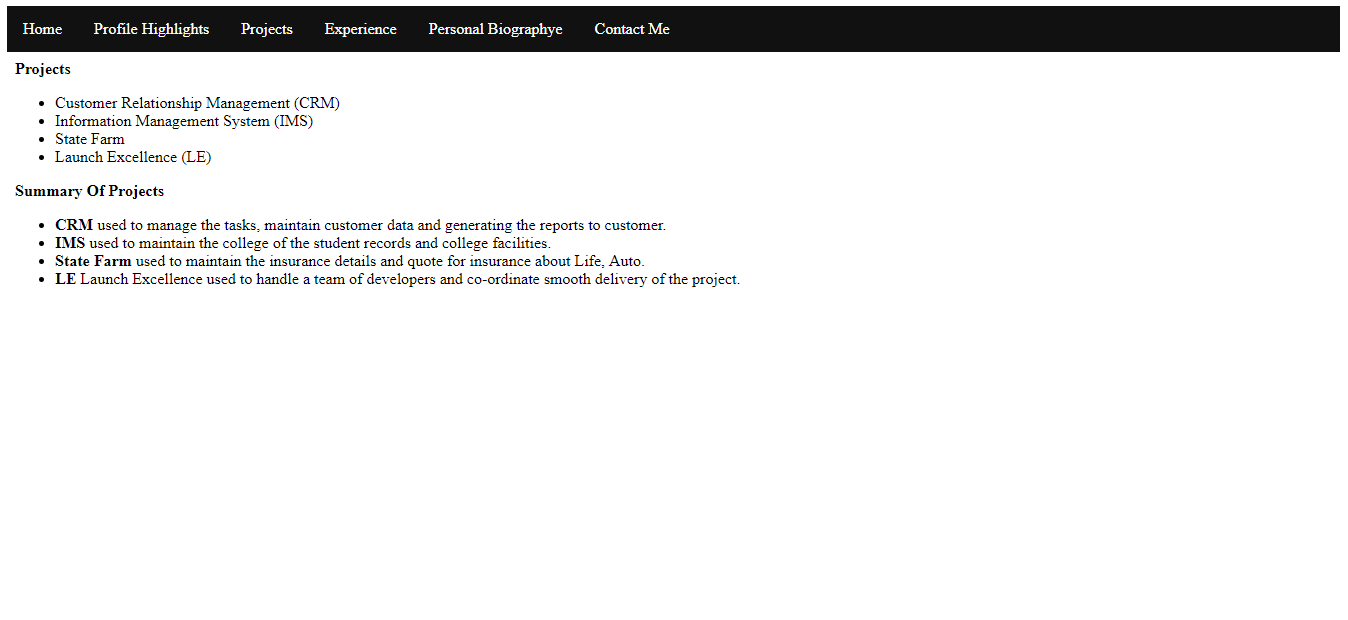 Home Profile Highlights Projects Experience Personal Biographye Contact Me
Projects
Customer Relationship Management (CRM)
Information Management System (IMS)
State Farm
Launch Excellence (LE)
Summary Of Projects
CRM used to manage the tasks, maintain customer data and generating the reports to customer.
IMS used to maintain the college of the student records and college facilities.
State Farm used to maintain the insurance details and quote for insurance about Life, Auto.
LE Launch Excellence used to handle a team of developers and co-ordinate smooth delivery of the project.